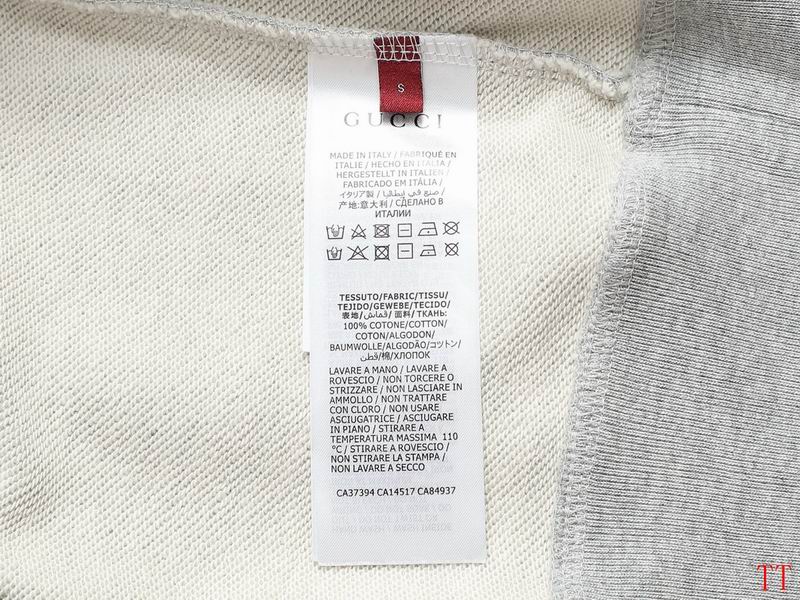 S
GUCCI
MADE IN ITALY / FABRIQUÉ EN
ITALIE / HECHO EN ITALIA /
HERGESTELLT IN ITALIEN /
FABRICADO EM ITÁLIA /
イタリア製 / صنع في إيطاليا /
产地:意大利 / СДЕЛАНО В
ИТАЛИИ
TESSUTO/FABRIC/TISSU/
TEJIDO/GEWEBE/TECIDO/
表地/قماش/ 面料/ ТКАНЬ:
100% COTONE/COTTON/
COTON/ALGODON/
BAUMWOLLE/ALGODÃO/コットン/
قطن/棉/ХЛОПОК
LAVARE A MANO / LAVARE A
ROVESCIO / NON TORCERE O
STRIZZARE / NON LASCIARE IN
AMMOLLO / NON TRATTARE
CON CLORO / NON USARE
ASCIUGATRICE / ASCIUGARE
IN PIANO / STIRARE A
TEMPERATURA MASSIMA 110
°C / STIRARE A ROVESCIO /
NON STIRARE LA STAMPA /
NON LAVARE A SECCO
CA37394 CA14517 CA84937
TT